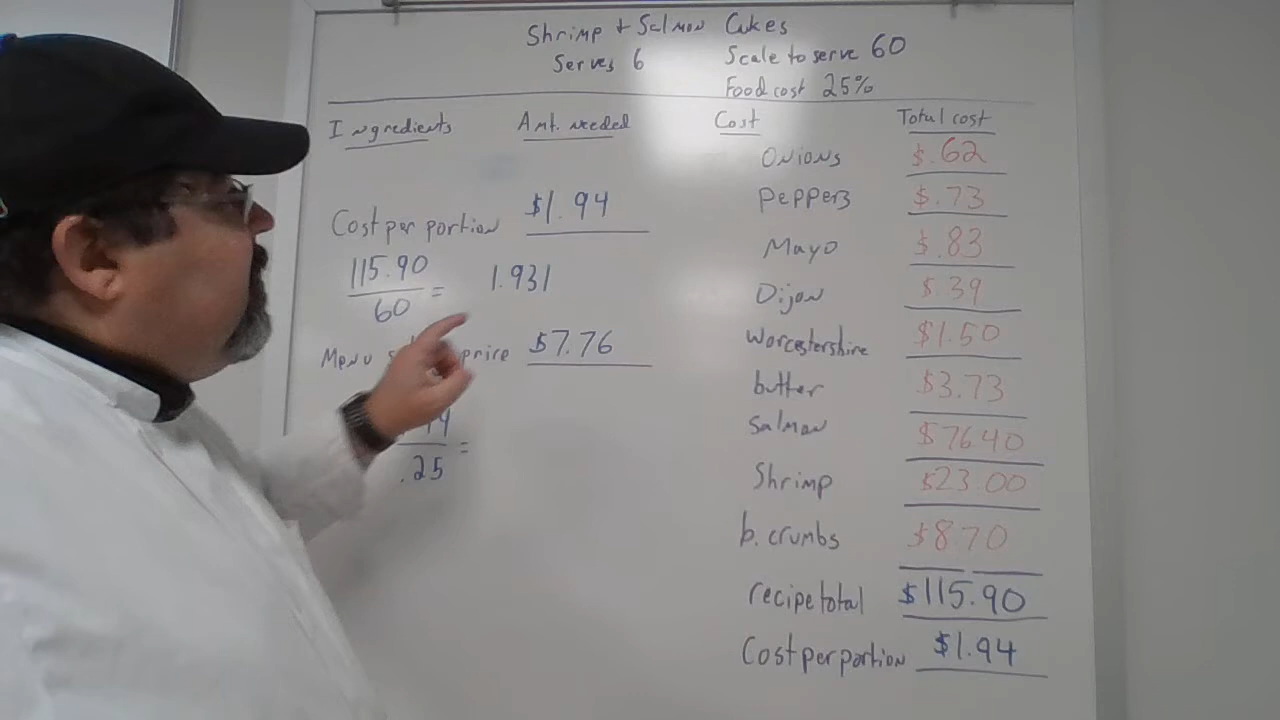 Shrimp + Salmon Cakes
Serves 6 Scale to serve 60
Food cost 25%
Ingredients Amt. needed Cost Total cost
Onions $.62
Peppers $.73
Cost per portion $1.94
Mayo $.83
115.90
60 = 1.931
Dijon $.39
Worcestershire $1.50
Menu price $7.76
butter $3.73
Salmon $76.40
.25 =
Shrimp $23.00
b. crumbs $8.70
recipe total $115.90
Cost per portion $1.94